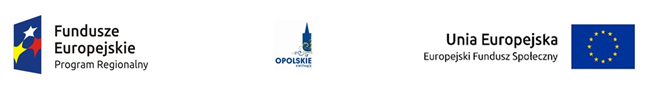 Fundusze
Europejskie
Program Regionalny
OPOLSKIE
Unia Europejska
Europejski Fundusz Społeczny